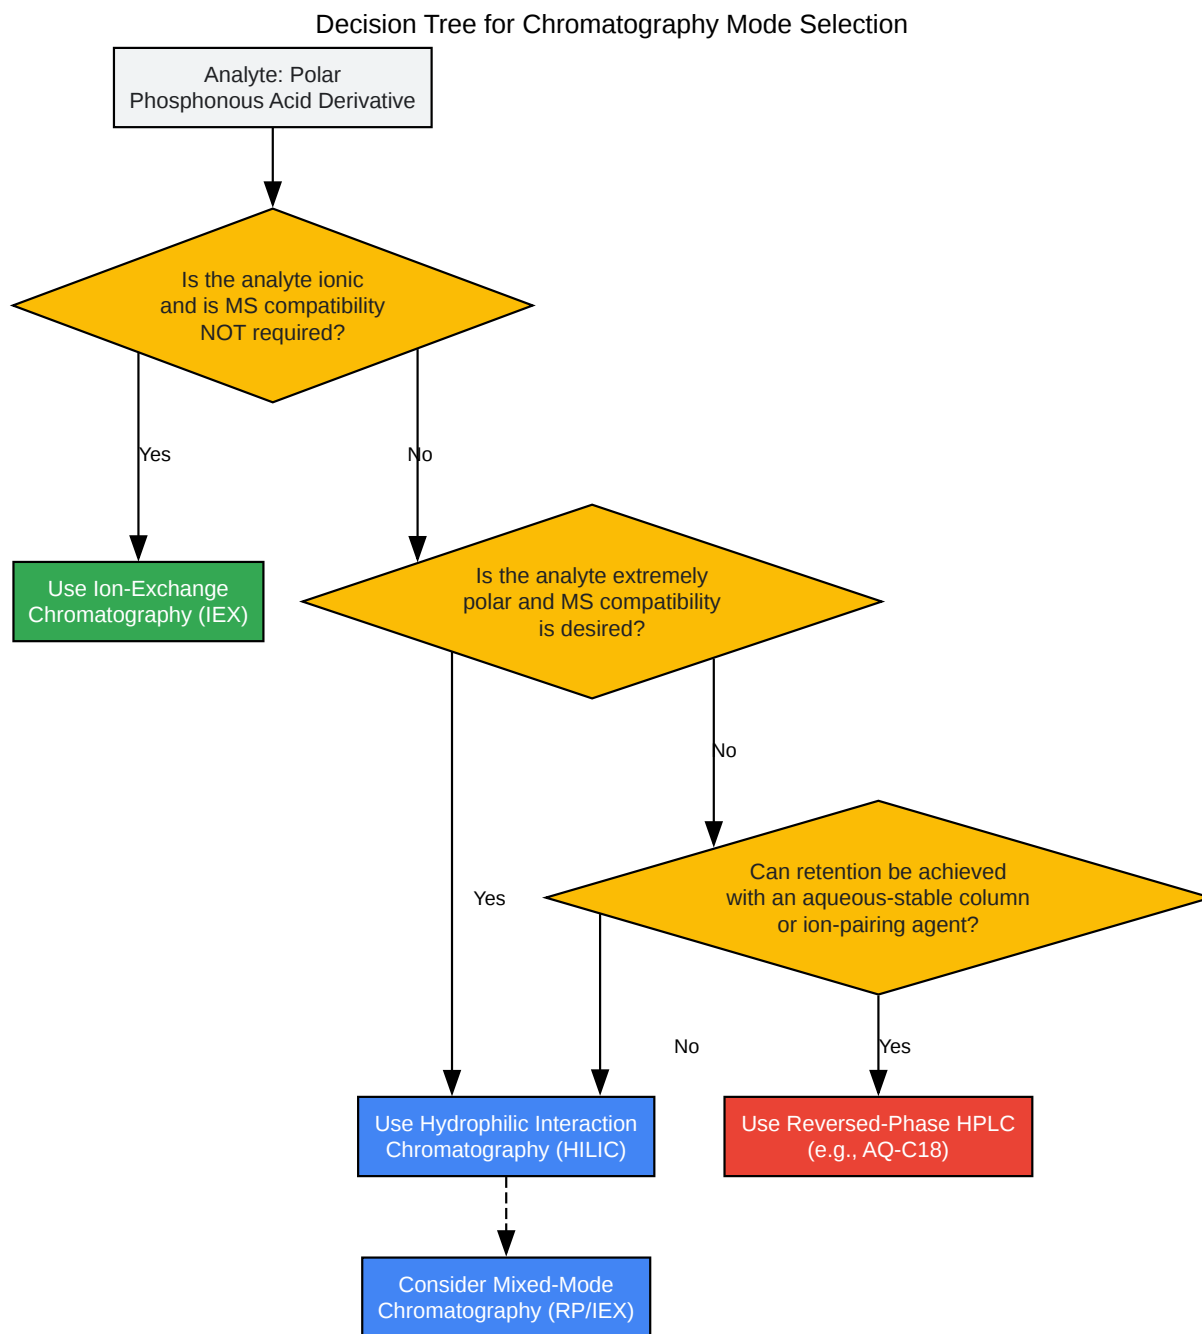 Decision Tree for Chromatography Mode Selection
Analyte: Polar
Phosphonous Acid Derivative
Is the analyte ionic
and is MS compatibility
NOT required?
Yes
No
Use Ion-Exchange
Chromatography (IEX)
Is the analyte extremely
polar and MS compatibility
is desired?
No
Yes
Can retention be achieved
with an aqueous-stable column
or ion-pairing agent?
No
Yes
Use Hydrophilic Interaction
Chromatography (HILIC)
Use Reversed-Phase HPLC
(e.g., AQ-C18)
Consider Mixed-Mode
Chromatography (RP/IEX)